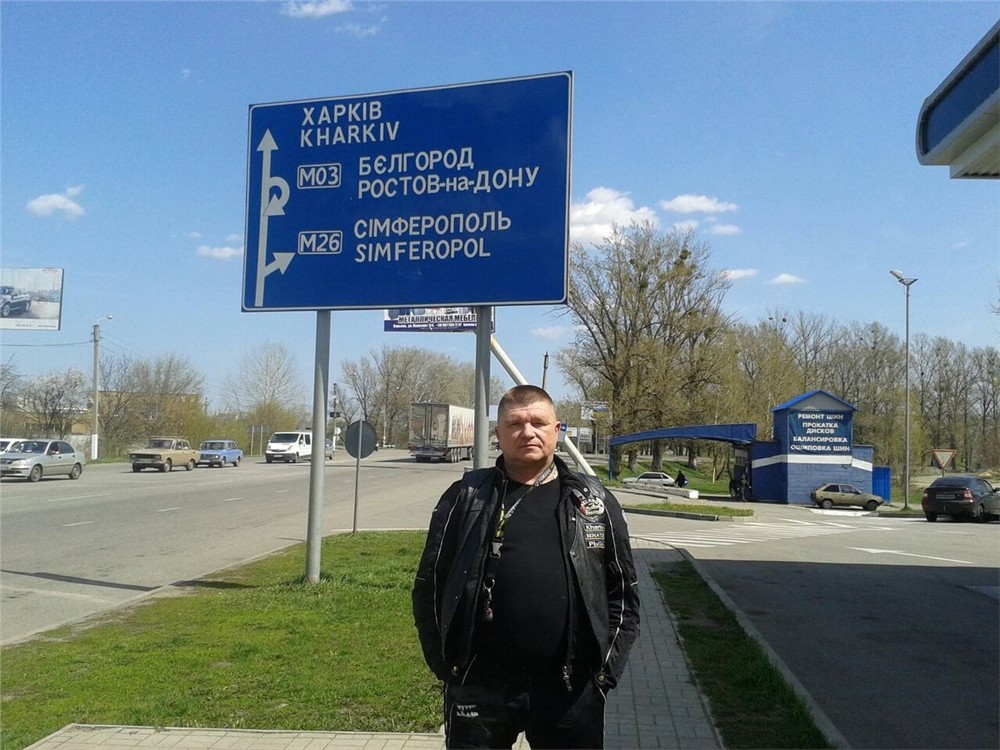 ХАРКІВ
KHARKIV
M03
БЄЛГОРОД
РОСТОВ-на-ДОНУ
M26
СІМФЕРОПОЛЬ
SIMFEROPOL
МЕТАЛЛИЧЕСКАЯ МЕБЕЛЬ
РЕМОНТ ШИН
ПРОКАТКА
ДИСКОВ
БАЛАНСИРОВКА
ОШИПОВКА ШИН